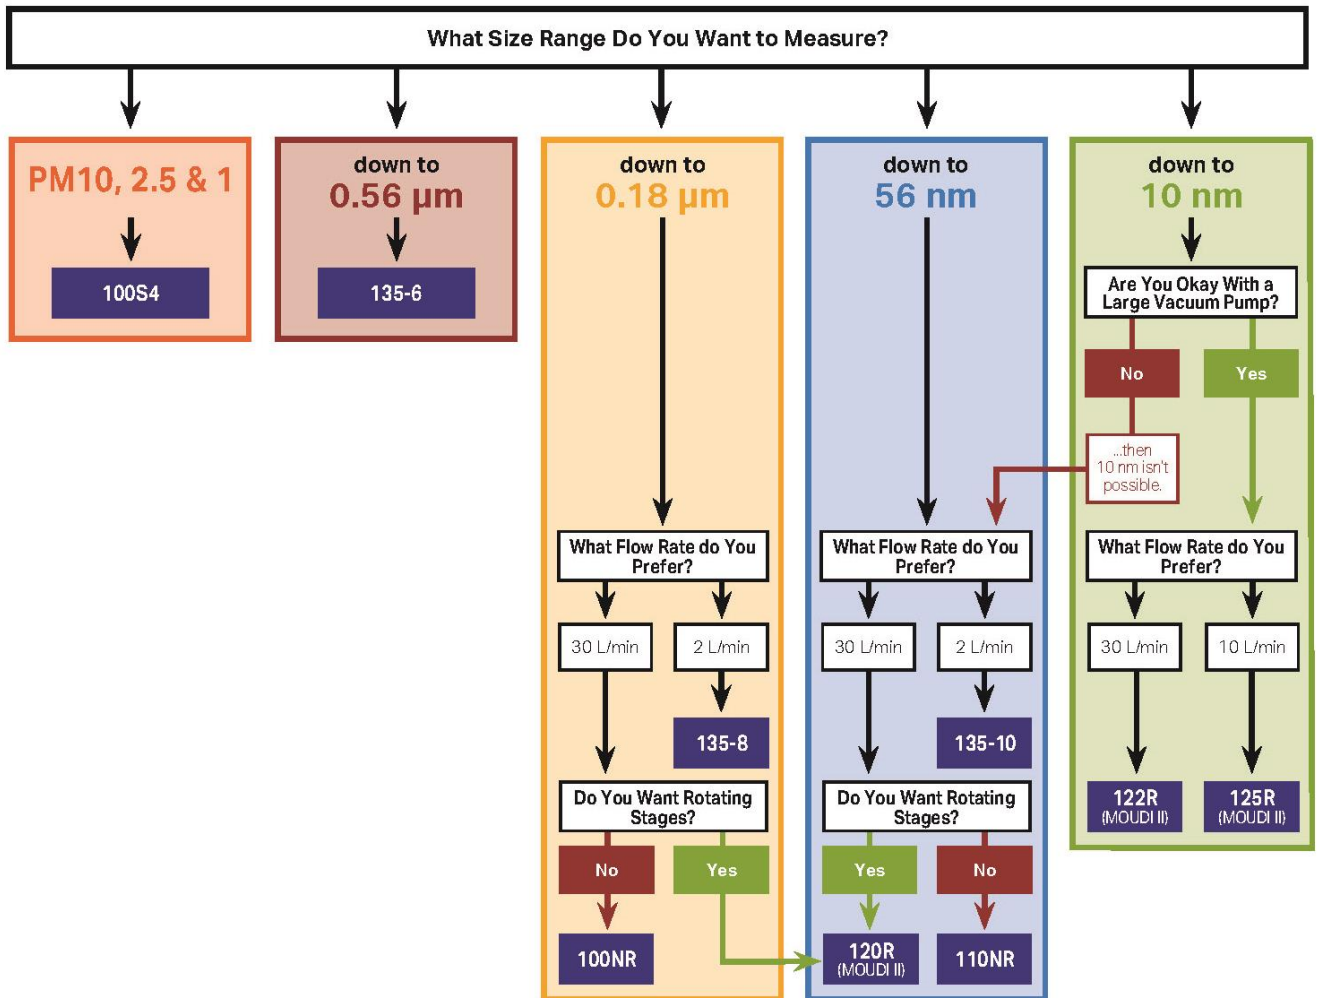 What Size Range Do You Want to Measure?
PM10, 2.5 & 1
100S4
down to
0.56 µm
135-6
down to
0.18 µm
What Flow Rate do You
Prefer?
30 L/min
2 L/min
135-8
Do You Want Rotating
Stages?
No
Yes
100NR
down to
56 nm
What Flow Rate do You
Prefer?
30 L/min
2 L/min
135-10
Do You Want Rotating
Stages?
Yes
No
120R
(MOUDI II)
110NR
down to
10 nm
Are You Okay With a
Large Vacuum Pump?
No
Yes
...then
10 nm isn't
possible.
What Flow Rate do You
Prefer?
30 L/min
10 L/min
122R
(MOUDI II)
125R
(MOUDI II)